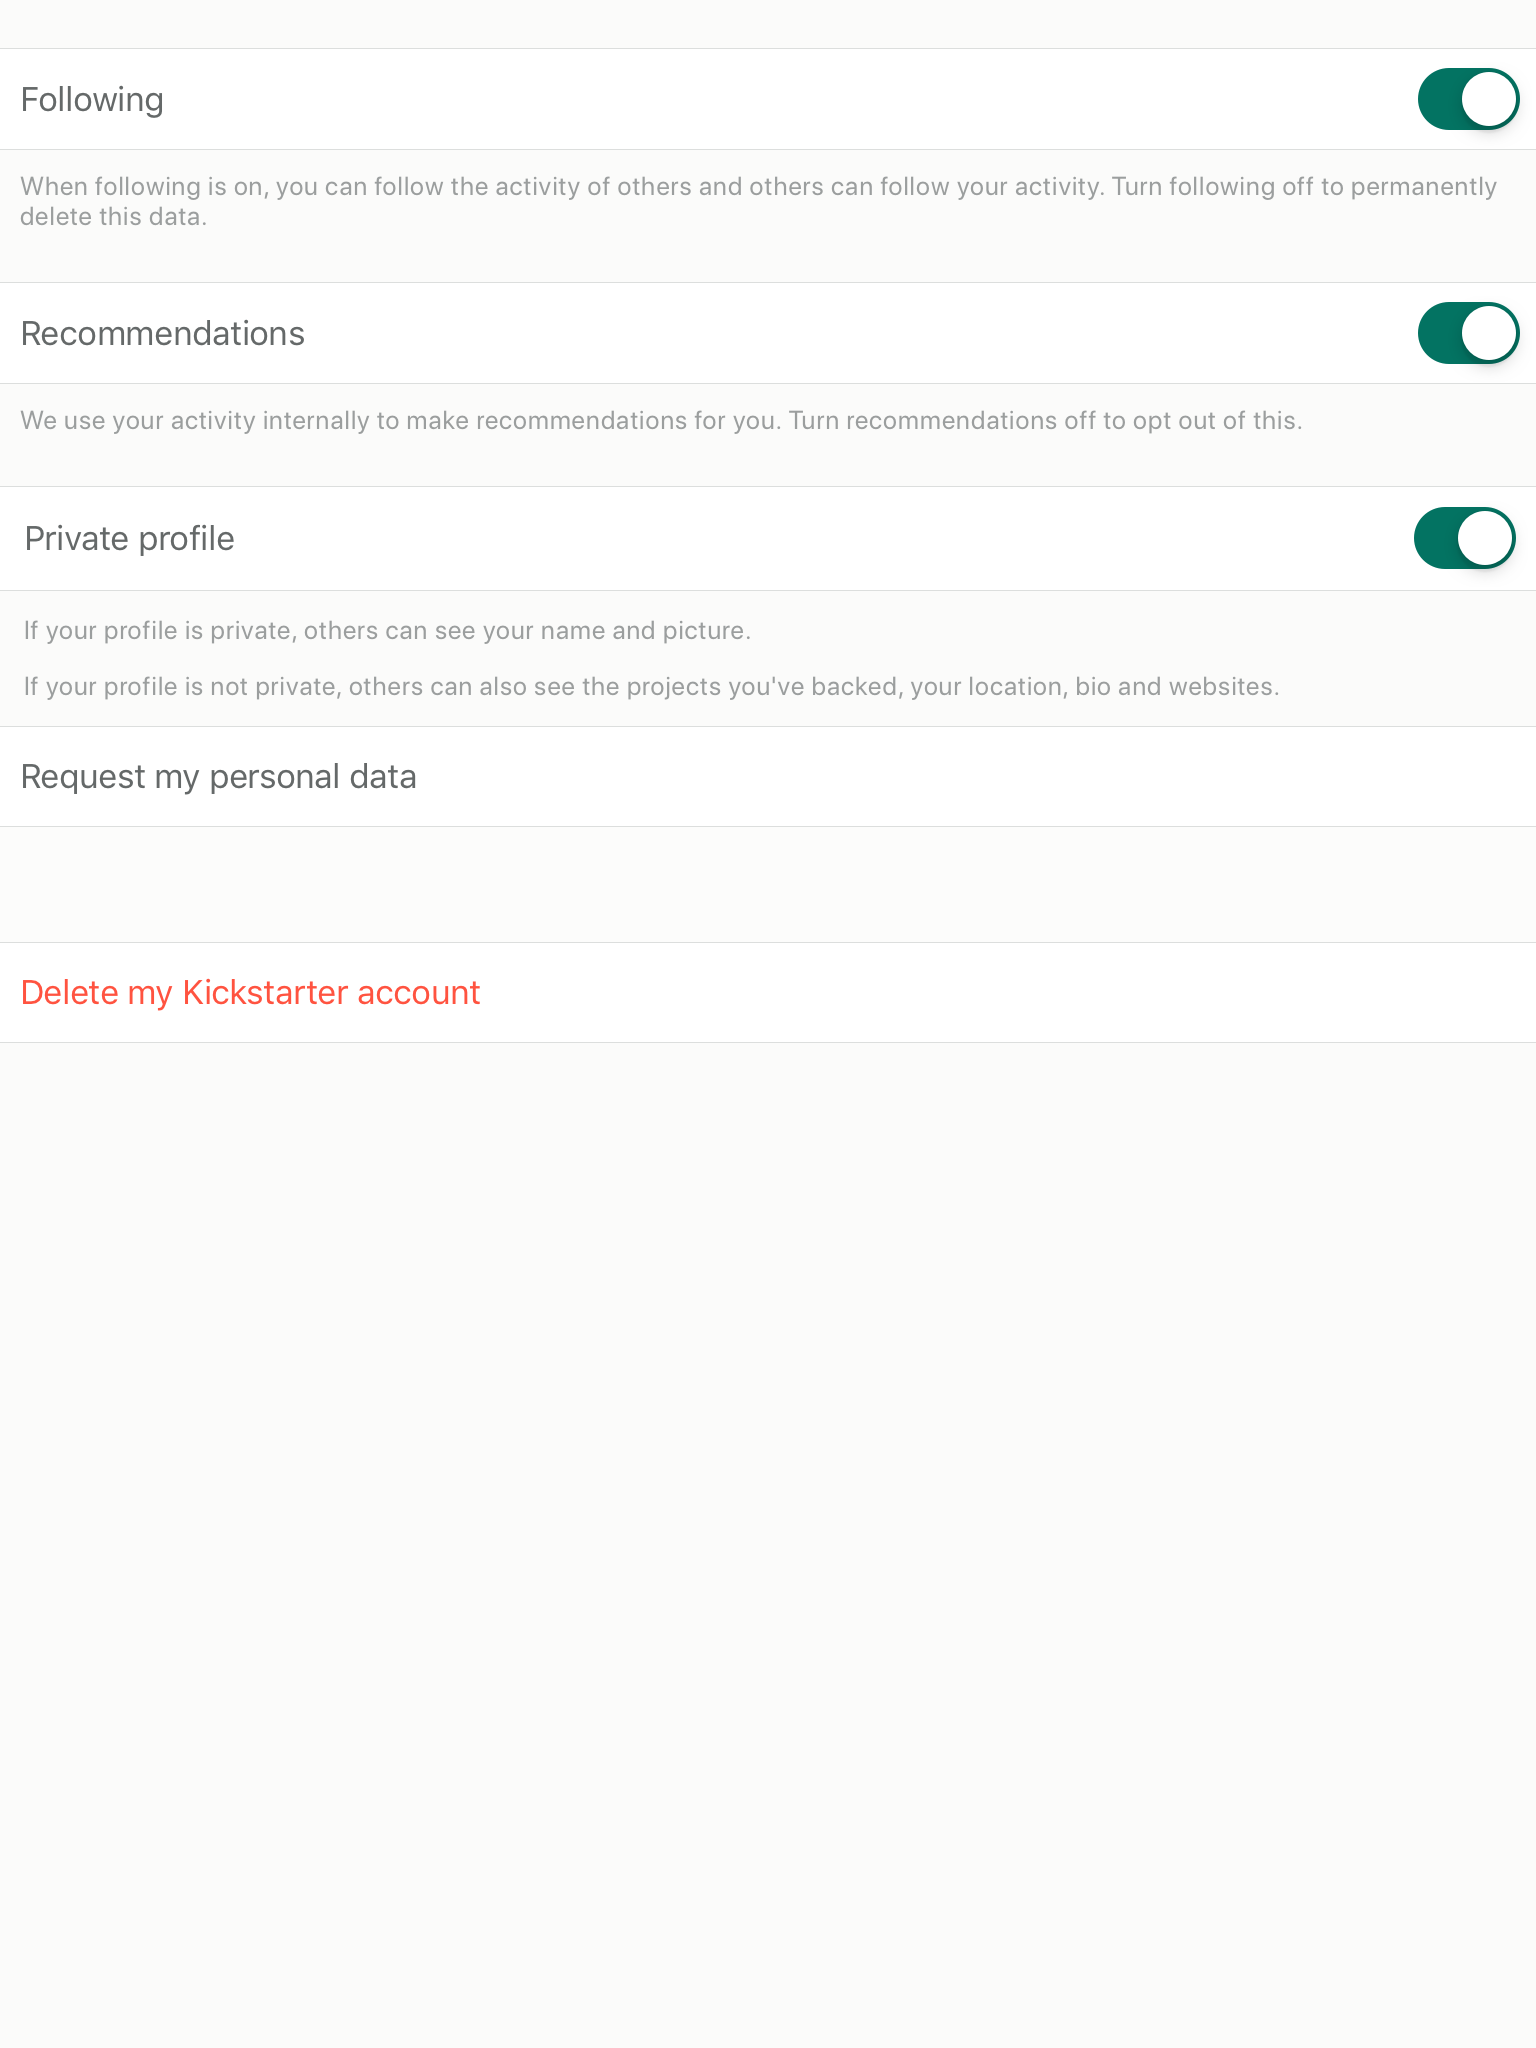 Following
When following is on, you can follow the activity of others and others can follow your activity. Turn following off to permanently
delete this data.
Recommendations
We use your activity internally to make recommendations for you. Turn recommendations off to opt out of this.
Private profile
If your profile is private, others can see your name and picture.
If your profile is not private, others can also see the projects you've backed, your location, bio and websites.
Request my personal data
Delete my Kickstarter account